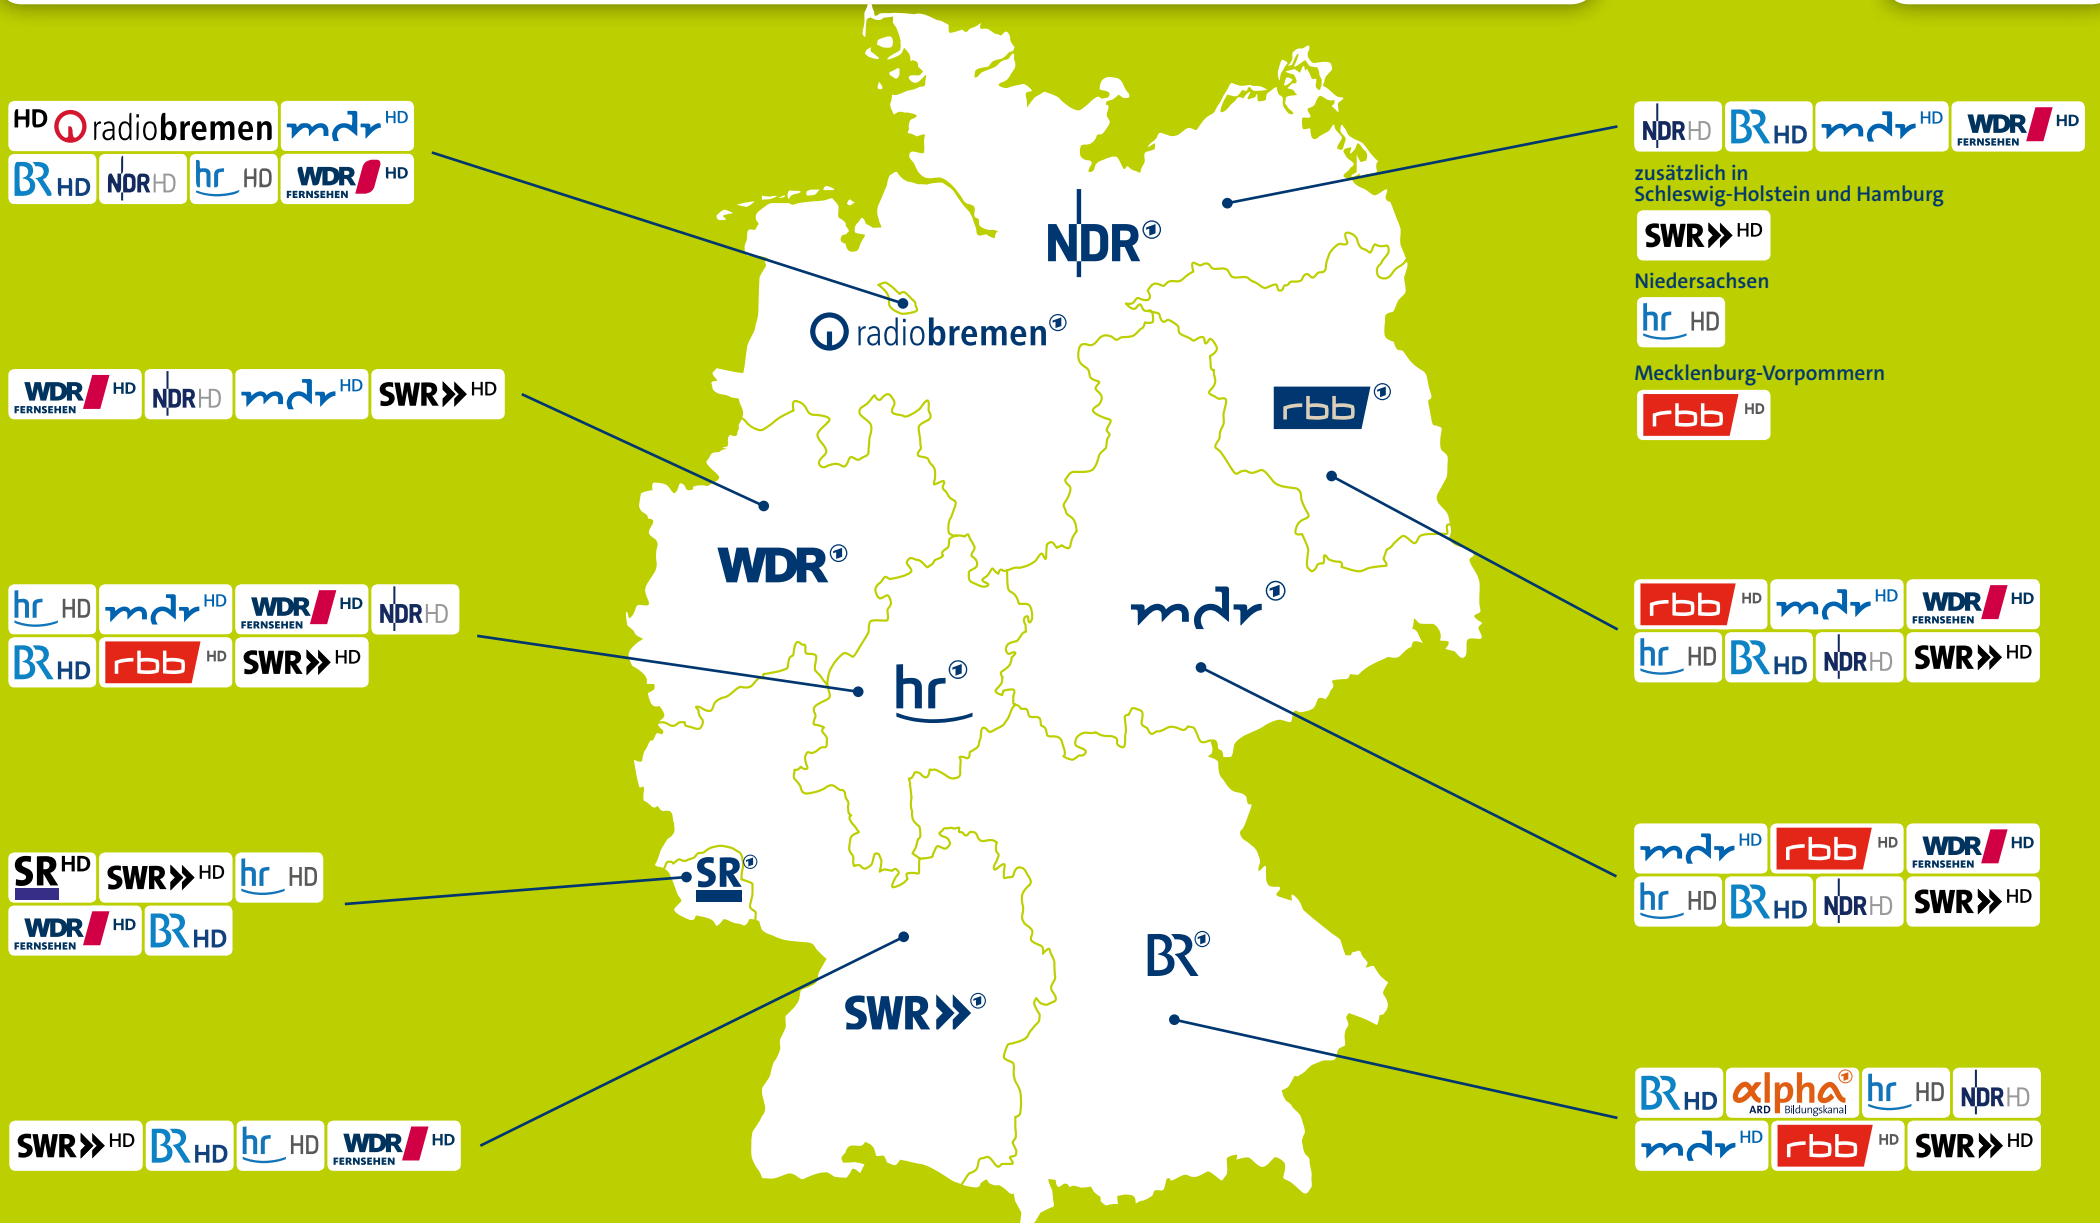 HD radiobremen mdr HD
BR HD NDR HD hr HD WDR FERNSEHEN HD
WDR FERNSEHEN HD NDR HD mdr HD SWR HD
hr HD mdr HD WDR FERNSEHEN HD NDR HD
BR HD rbb HD SWR HD
SR HD SWR HD hr HD
WDR FERNSEHEN HD BR HD
SWR HD BR HD hr HD WDR FERNSEHEN HD
NDR
radiobremen
rbb
WDR
mdr
hr
SR
BR
SWR
NDR HD BR HD mdr HD WDR FERNSEHEN HD
zusätzlich in
Schleswig-Holstein und Hamburg
SWR HD
Niedersachsen
hr HD
Mecklenburg-Vorpommern
rbb HD
rbb HD mdr HD WDR FERNSEHEN HD
hr HD BR HD NDR HD SWR HD
mdr HD rbb HD WDR FERNSEHEN HD
hr HD BR HD NDR HD SWR HD
BR HD alpha ARD Bildungskanal hr HD NDR HD
mdr HD rbb HD SWR HD